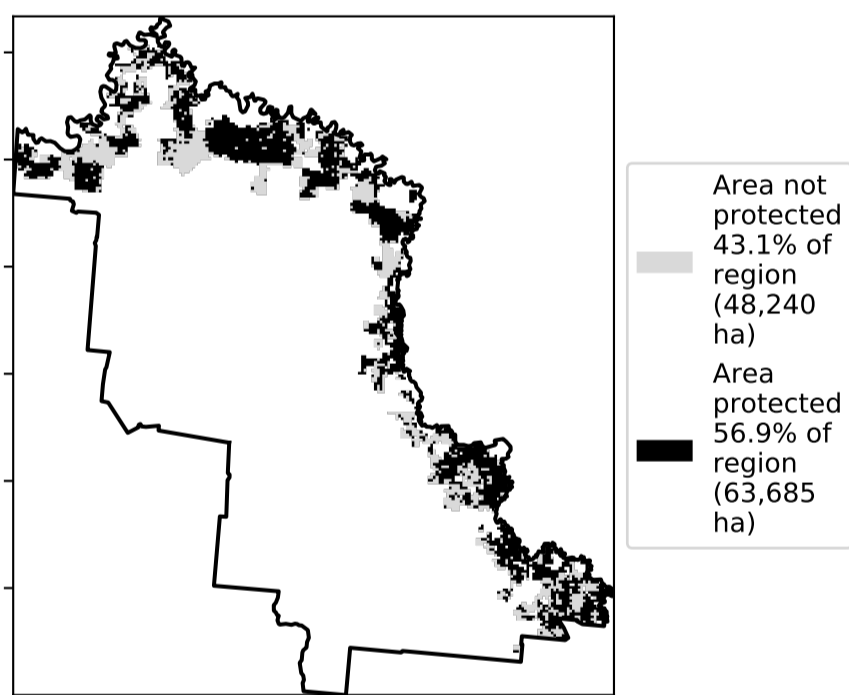 Area not
protected
43.1% of
region
(48,240
ha)
Area
protected
56.9% of
region
(63,685
ha)